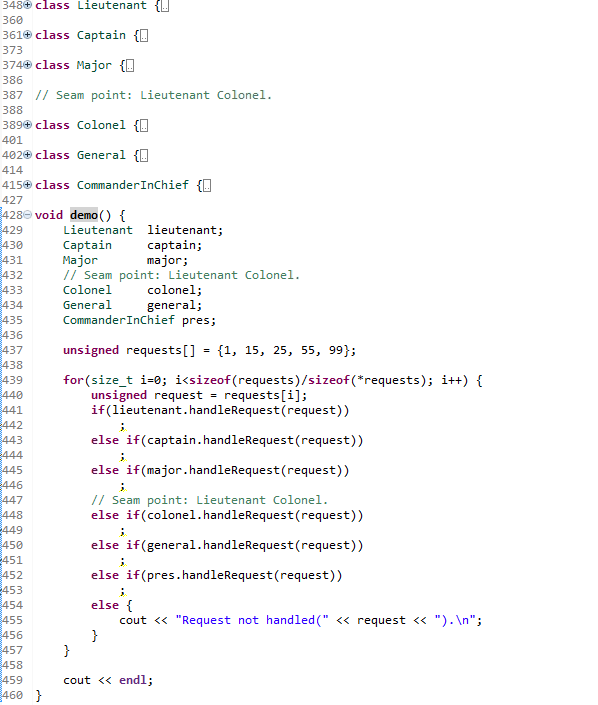 348 class Lieutenant {
360
361 class Captain {
373
374 class Major {
386
387 // Seam point: Lieutenant Colonel.
388
389 class Colonel {
401
402 class General {
414
415 class CommanderInChief {
427
428 void demo() {
429     Lieutenant  lieutenant;
430     Captain     captain;
431     Major       major;
432     // Seam point: Lieutenant Colonel.
433     Colonel     colonel;
434     General     general;
435     CommanderInChief pres;
436
437     unsigned requests[] = {1, 15, 25, 55, 99};
438
439     for(size_t i=0; i<sizeof(requests)/sizeof(*requests); i++) {
440         unsigned request = requests[i];
441         if(lieutenant.handleRequest(request))
442             ;
443         else if(captain.handleRequest(request))
444             ;
445         else if(major.handleRequest(request))
446             ;
447         // Seam point: Lieutenant Colonel.
448         else if(colonel.handleRequest(request))
449             ;
450         else if(general.handleRequest(request))
451             ;
452         else if(pres.handleRequest(request))
453             ;
454         else {
455             cout << "Request not handled(" << request << ").\n";
456         }
457     }
458
459     cout << endl;
460 }